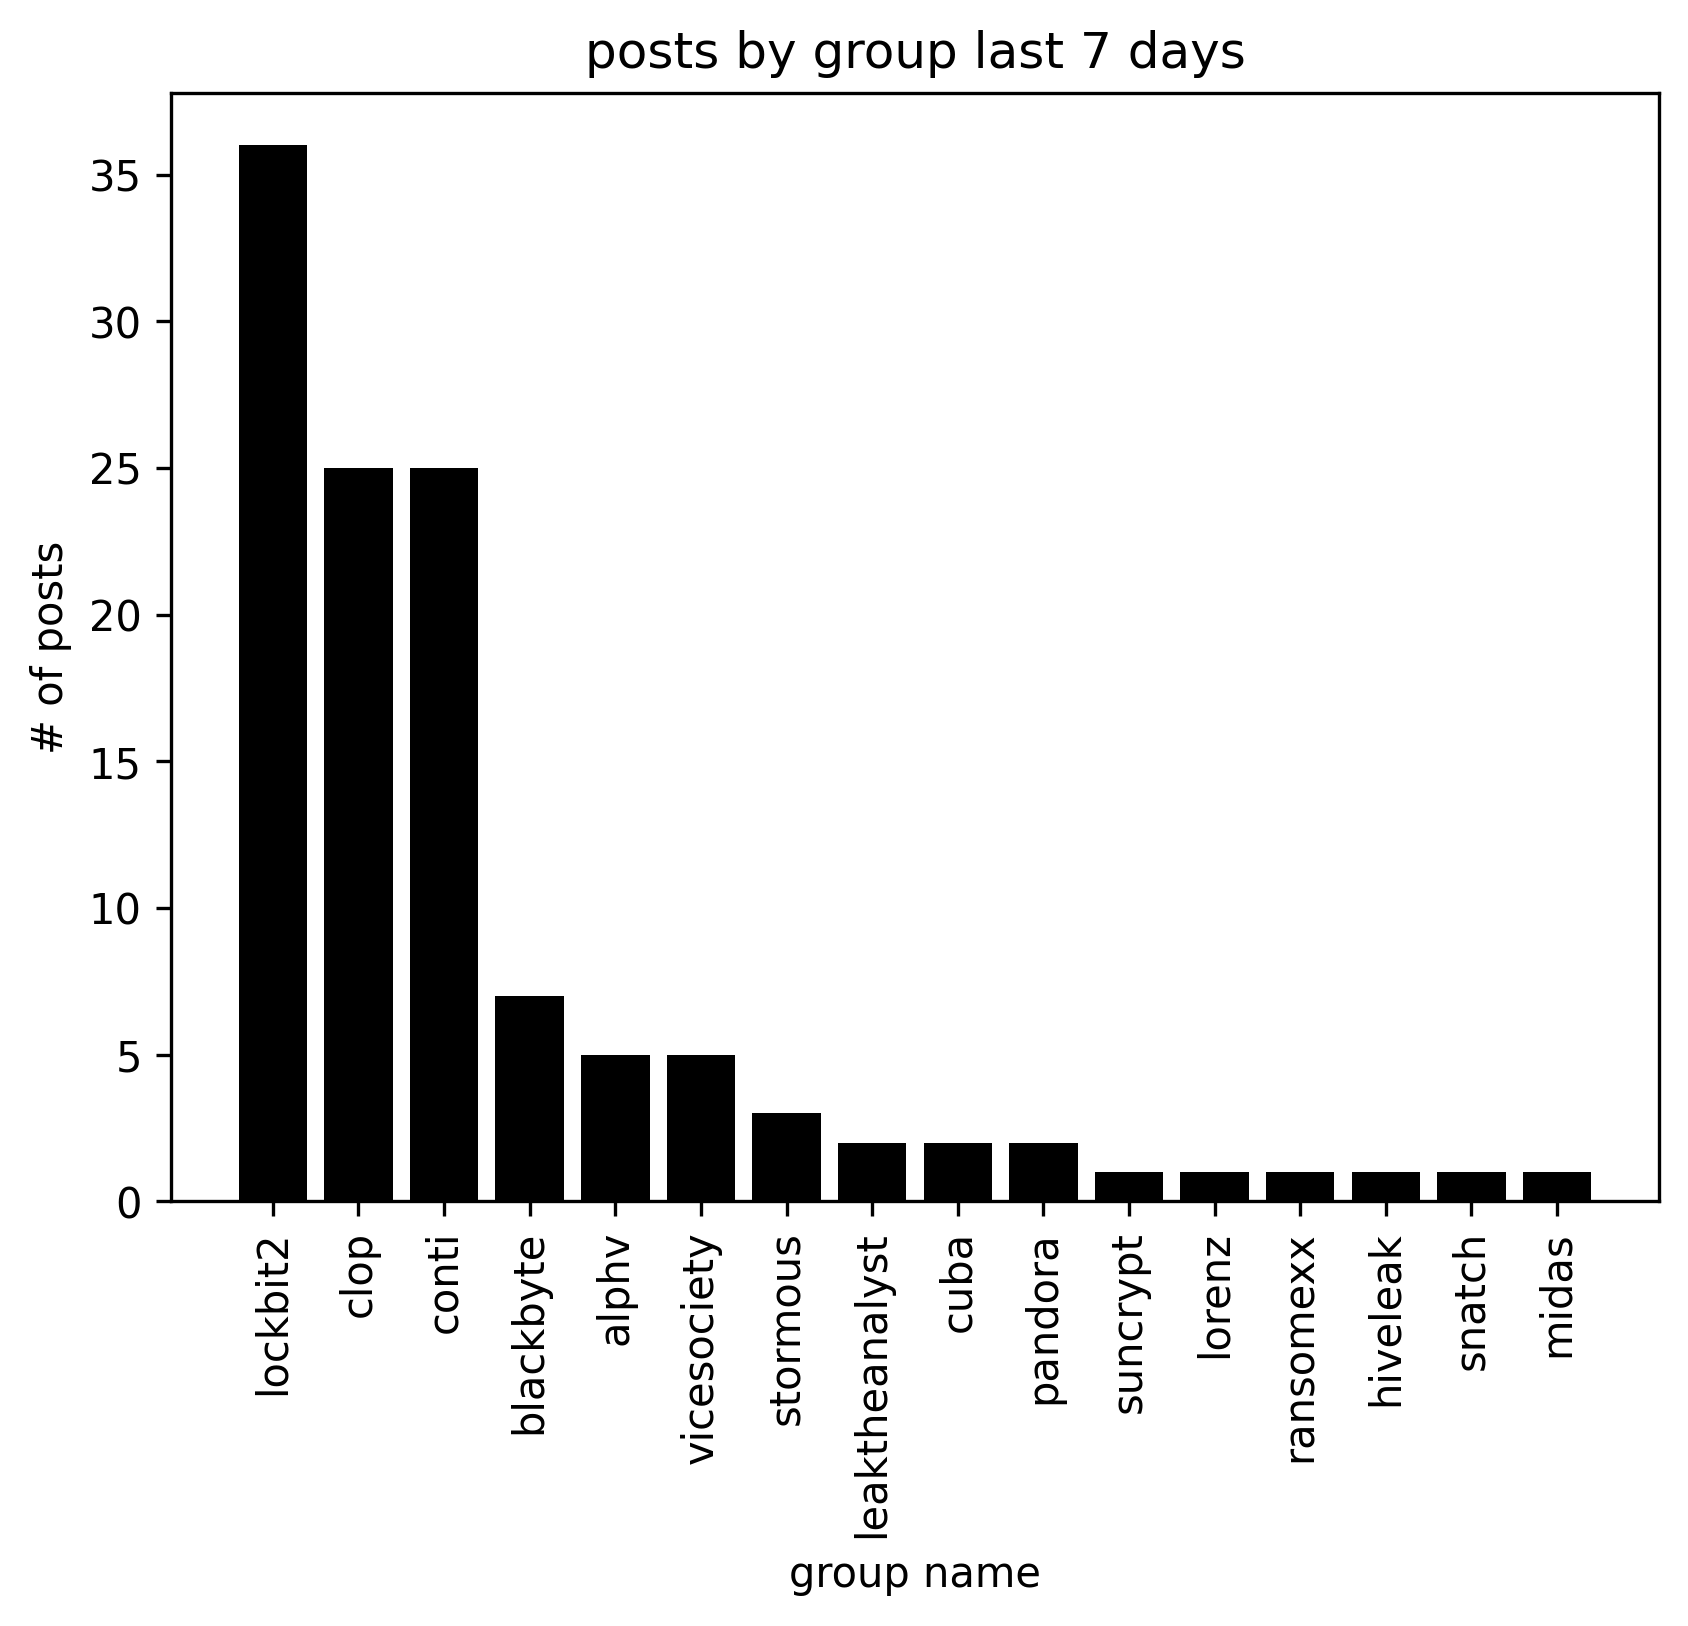 posts by group last 7 days
# of posts
35
30
25
20
15
10
5
0
lockbit2
clop
conti
blackbyte
alphv
vicesociety
stormous
leaktheanalyst
cuba
pandora
suncrypt
lorenz
ransomexx
hiveleak
snatch
midas
group name